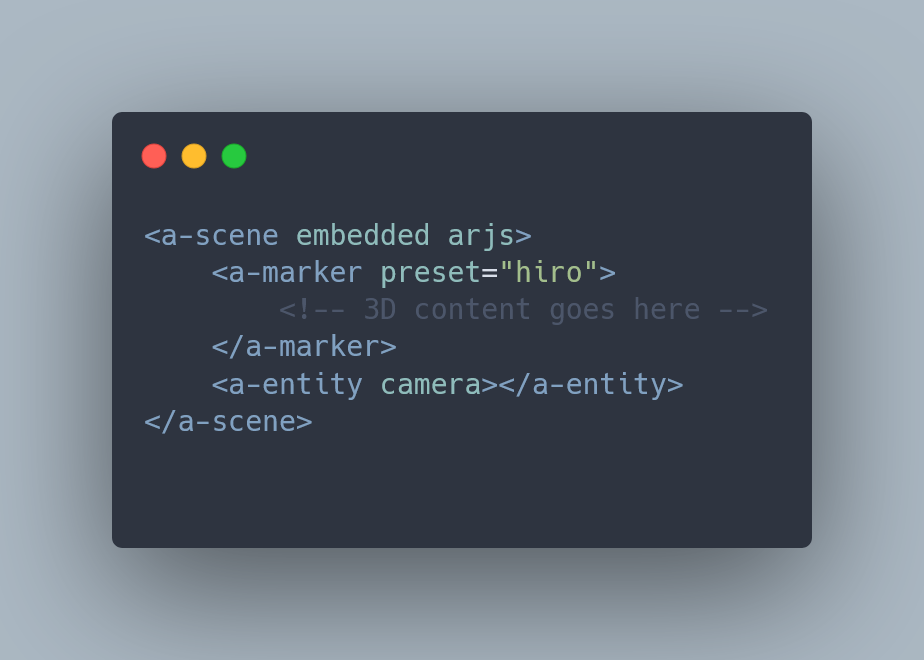 <a-scene embedded arjs>
    <a-marker preset="hiro">
        <!-- 3D content goes here -->
    </a-marker>
    <a-entity camera></a-entity>
</a-scene>